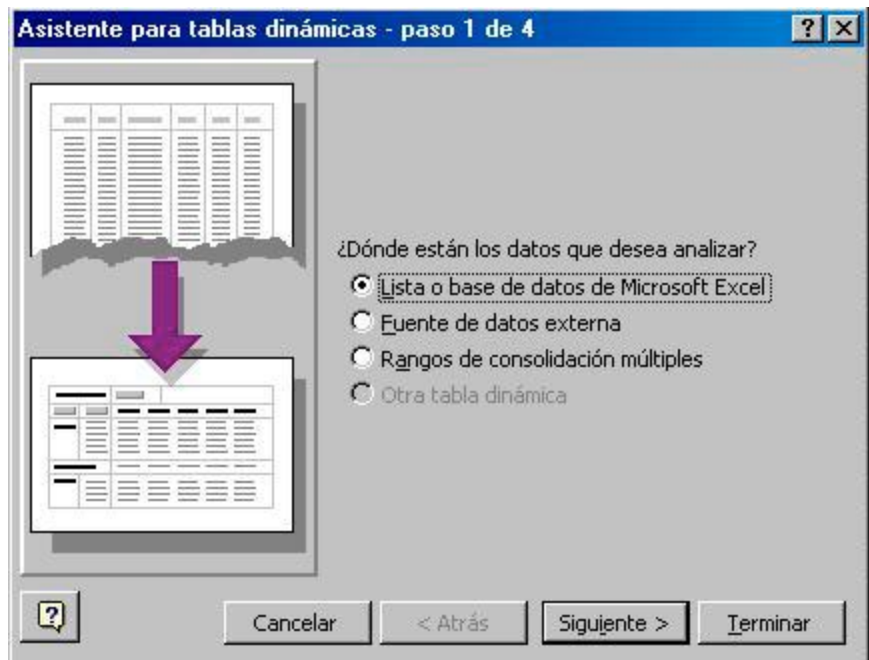 Asistente para tablas dinámicas - paso 1 de 4
¿Dónde están los datos que desea analizar?
Lista o base de datos de Microsoft Excel
Fuente de datos externa
Rangos de consolidación múltiples
Otra tabla dinámica
Cancelar
< Atrás
Siguiente >
Terminar